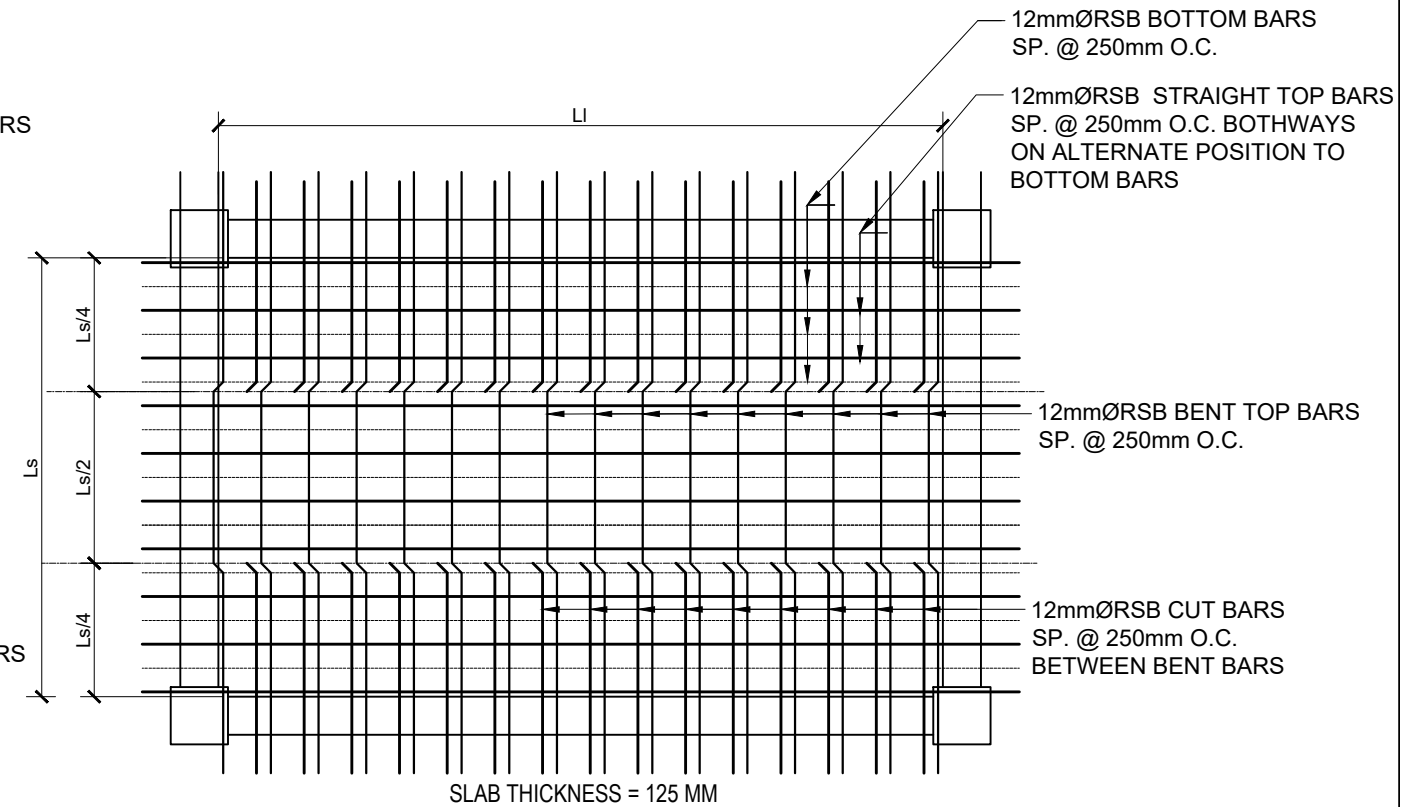 12mmØRSB BOTTOM BARS
SP. @ 250mm O.C.
12mmØRSB  STRAIGHT TOP BARS
SP. @ 250mm O.C. BOTHWAYS
ON ALTERNATE POSITION TO
BOTTOM BARS
RS
Ll
Ls/4
Ls
Ls/2
12mmØRSB BENT TOP BARS
SP. @ 250mm O.C.
Ls/4
12mmØRSB CUT BARS
SP. @ 250mm O.C.
BETWEEN BENT BARS
RS
SLAB THICKNESS = 125 MM